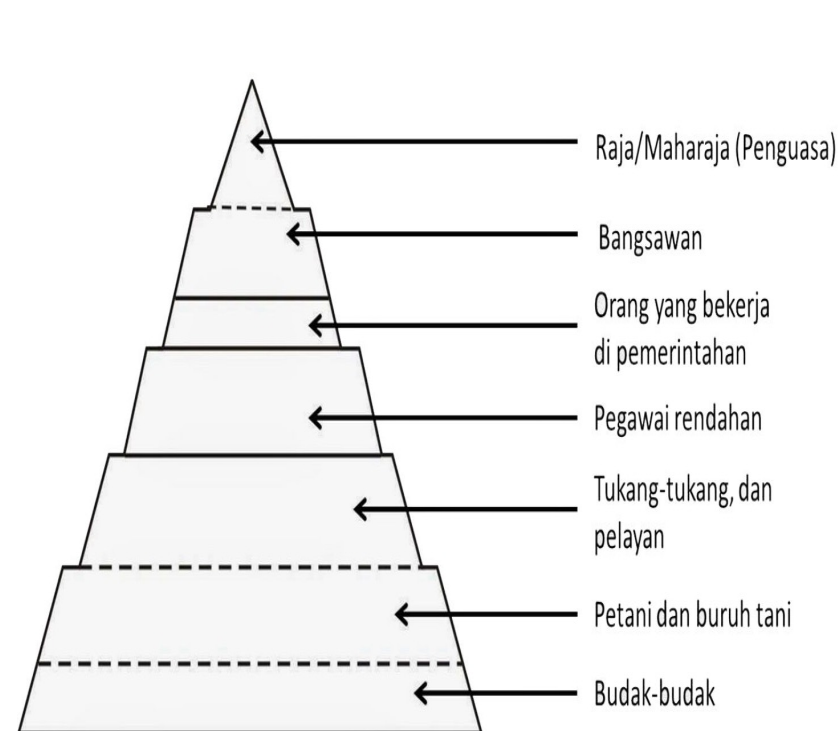 Raja/Maharaja (Penguasa)
Bangsawan
Orang yang bekerja
di pemerintahan
Pegawai rendahan
Tukang-tukang, dan
pelayan
Petani dan buruh tani
Budak-budak